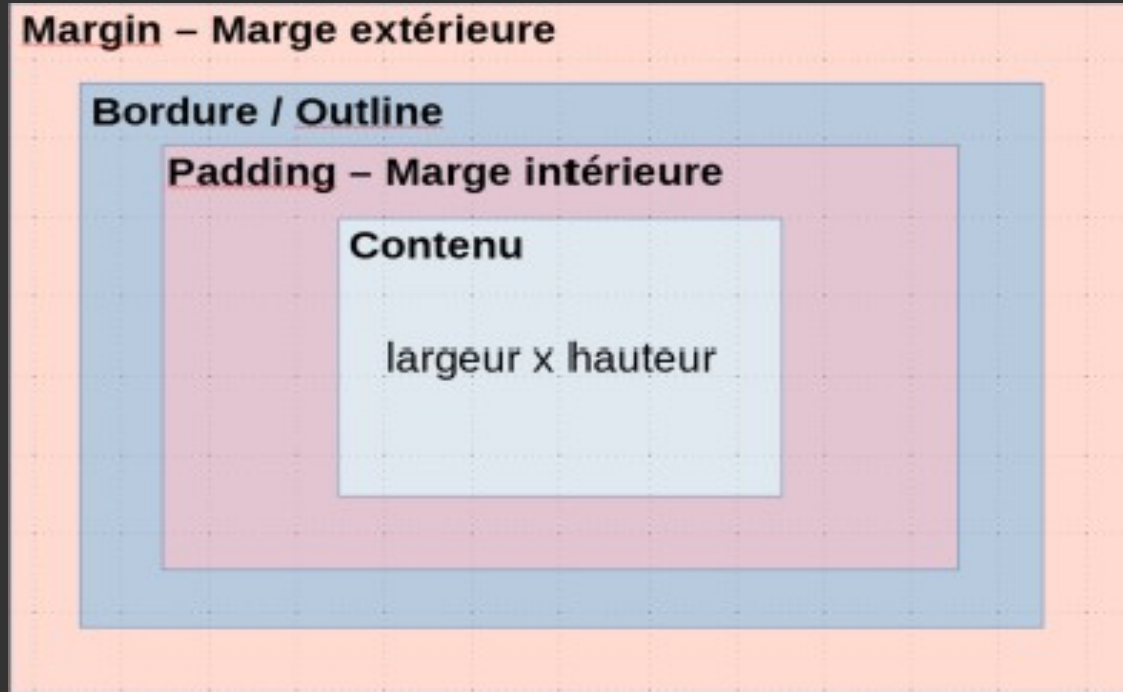 Margin – Marge extérieure
Bordure / Outline
Padding – Marge intérieure
Contenu
largeur x hauteur